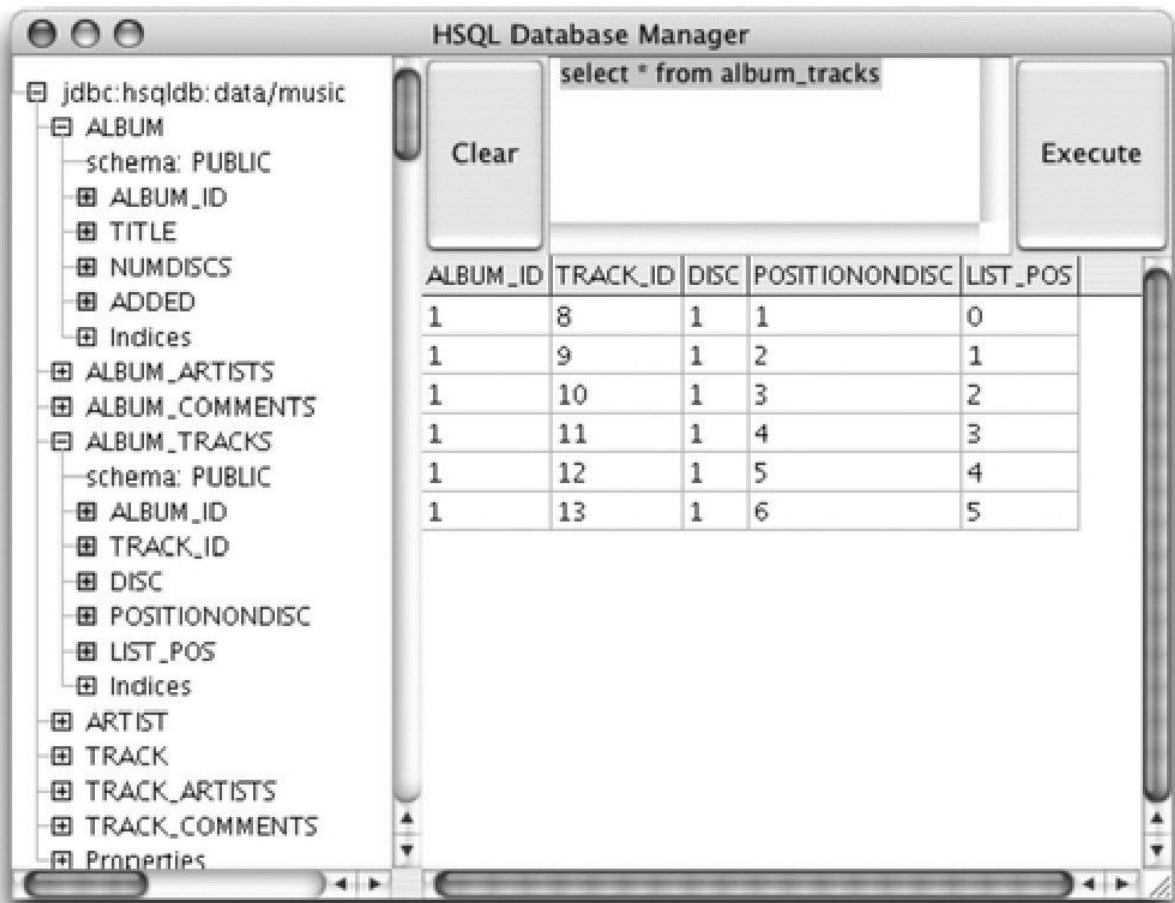 HSQL Database Manager
jdbc:hsqldb:data/music
ALBUM
schema: PUBLIC
ALBUM_ID
TITLE
NUMDISCS
ADDED
Indices
ALBUM_ARTISTS
ALBUM_COMMENTS
ALBUM_TRACKS
schema: PUBLIC
ALBUM_ID
TRACK_ID
DISC
POSITIONONDISC
LIST_POS
Indices
ARTIST
TRACK
TRACK_ARTISTS
TRACK_COMMENTS
Properties
Clear
select * from album_tracks
Execute
ALBUM_ID TRACK_ID DISC POSITIONONDISC LIST_POS
1 8 1 1 0
1 9 1 2 1
1 10 1 3 2
1 11 1 4 3
1 12 1 5 4
1 13 1 6 5